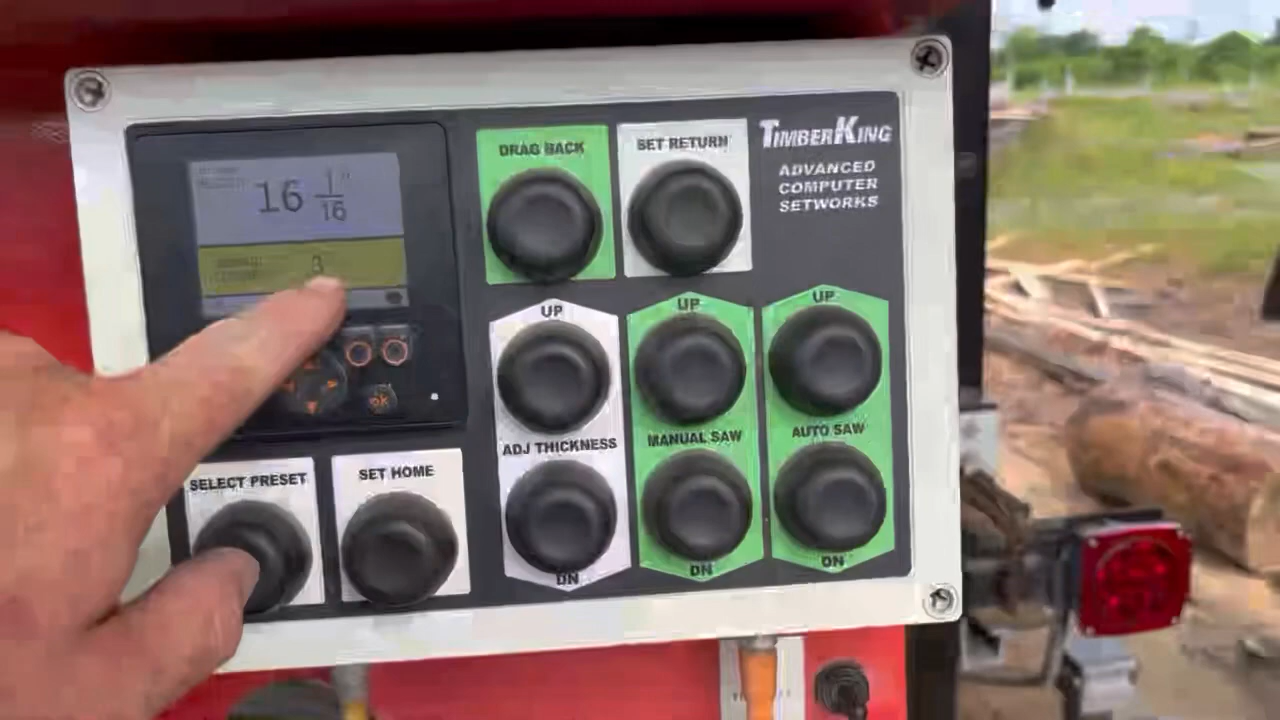 16 1"
16
3
ok
DRAG BACK
SET RETURN
TIMBERKING
ADVANCED
COMPUTER
SETWORKS
UP
UP
UP
ADJ THICKNESS
MANUAL SAW
AUTO SAW
DN
DN
DN
SELECT PRESET
SET HOME